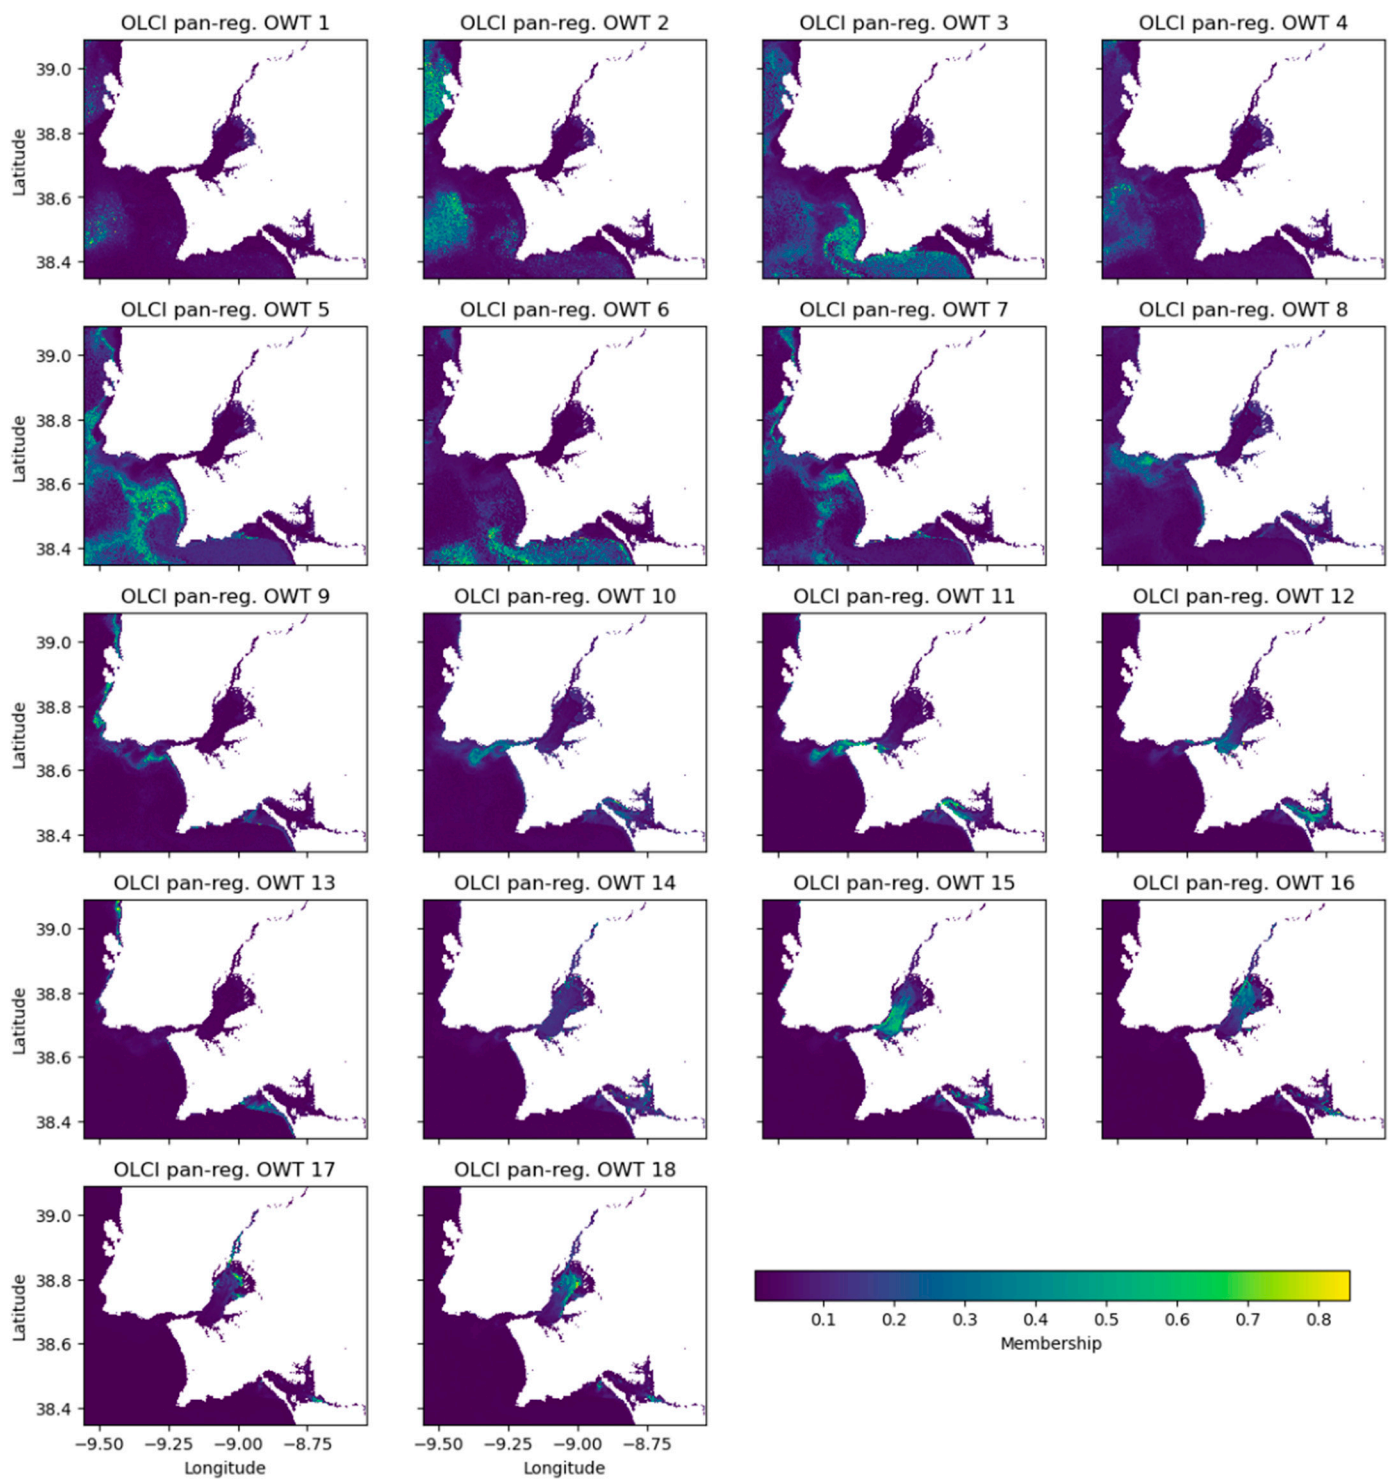 OLCI pan-reg. OWT 1
OLCI pan-reg. OWT 2
OLCI pan-reg. OWT 3
OLCI pan-reg. OWT 4
39.0
38.8
38.6
38.4
Latitude
OLCI pan-reg. OWT 5
OLCI pan-reg. OWT 6
OLCI pan-reg. OWT 7
OLCI pan-reg. OWT 8
39.0
38.8
38.6
38.4
Latitude
OLCI pan-reg. OWT 9
OLCI pan-reg. OWT 10
OLCI pan-reg. OWT 11
OLCI pan-reg. OWT 12
39.0
38.8
38.6
38.4
Latitude
OLCI pan-reg. OWT 13
OLCI pan-reg. OWT 14
OLCI pan-reg. OWT 15
OLCI pan-reg. OWT 16
39.0
38.8
38.6
38.4
Latitude
OLCI pan-reg. OWT 17
OLCI pan-reg. OWT 18
39.0
38.8
38.6
38.4
Latitude
−9.50 −9.25 −9.00 −8.75
Longitude
−9.50 −9.25 −9.00 −8.75
Longitude
0.1 0.2 0.3 0.4 0.5 0.6 0.7 0.8
Membership